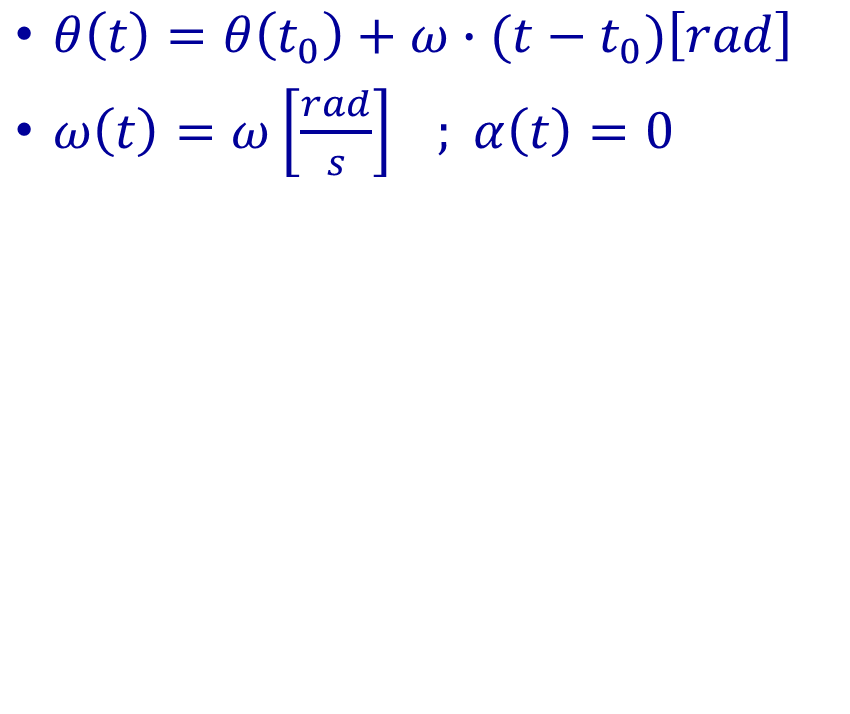 • θ(t) = θ(t₀) + ω · (t − t₀)[rad]
• ω(t) = ω [rad/s] ; α(t) = 0